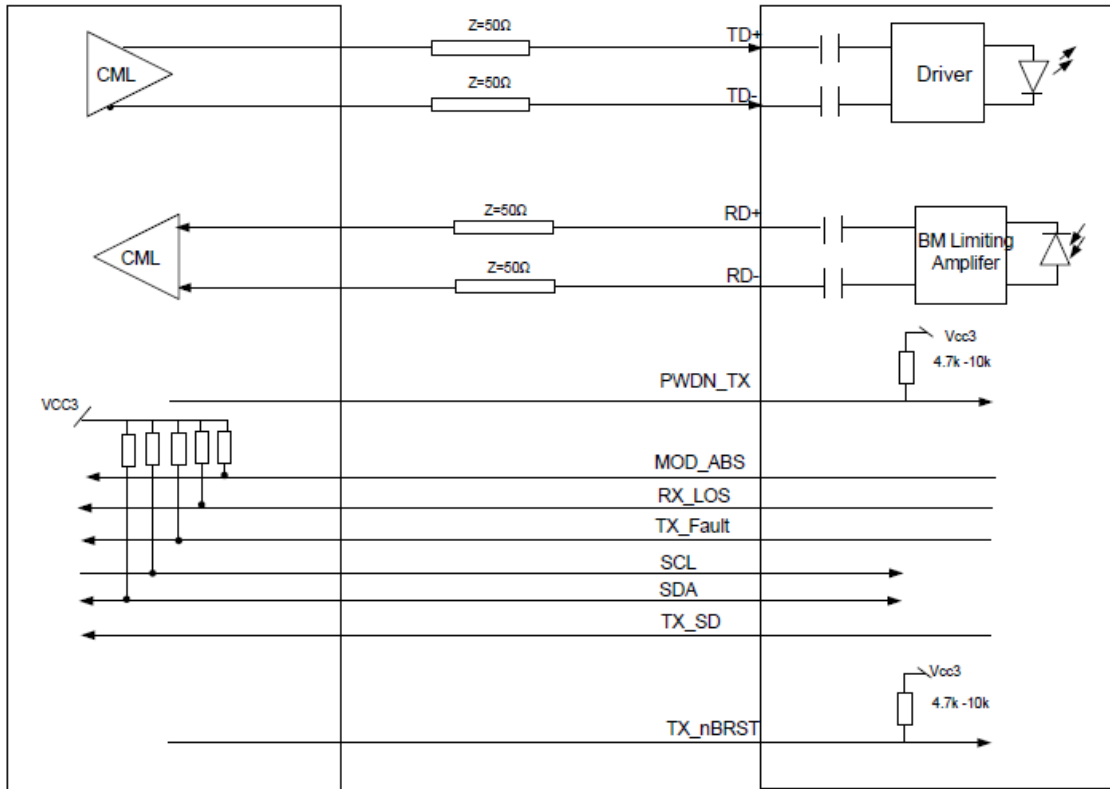 Z=50Ω
TD+
CML
Driver
Z=50Ω
TD-
Z=50Ω
RD+
CML
BM Limiting
Amplifer
Z=50Ω
RD-
Vcc3
4.7k -10k
PWDN_TX
VCC3
MOD_ABS
RX_LOS
TX_Fault
SCL
SDA
TX_SD
Vcc3
4.7k -10k
TX_nBRST